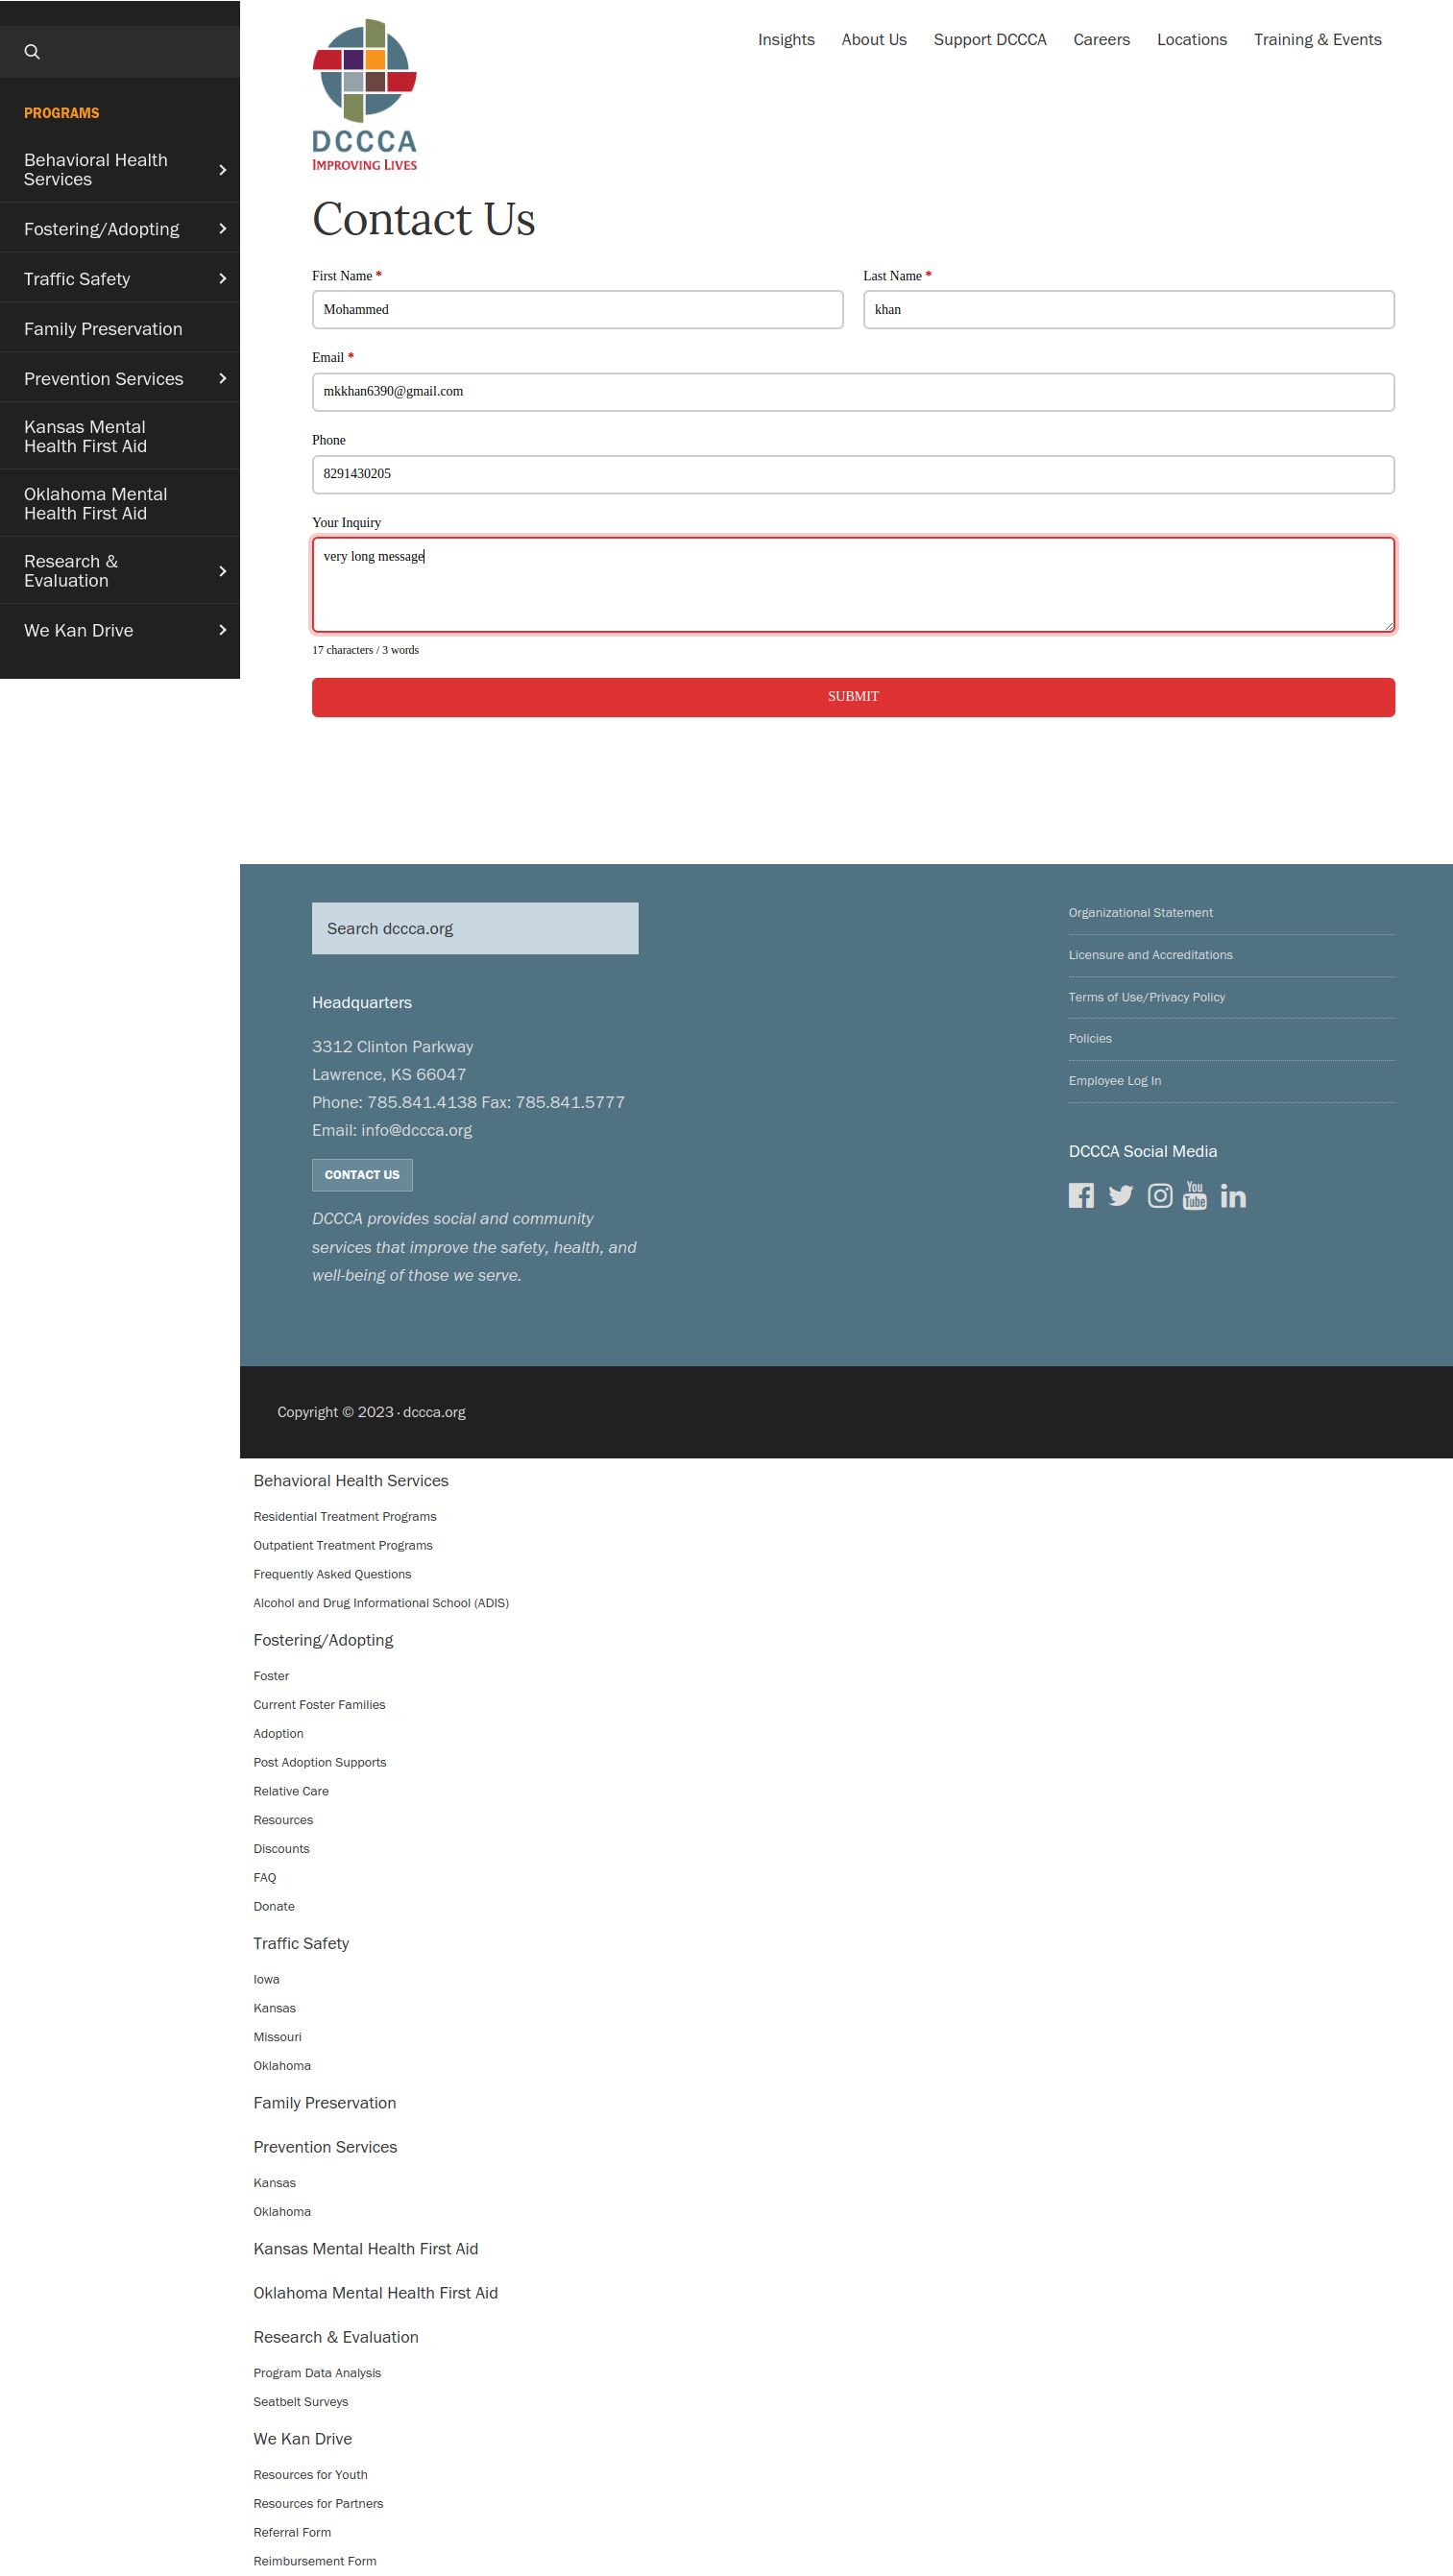 PROGRAMS
Behavioral Health
Services
Fostering/Adopting
Traffic Safety
Family Preservation
Prevention Services
Kansas Mental
Health First Aid
Oklahoma Mental
Health First Aid
Research &
Evaluation
We Kan Drive
DCCCA
IMPROVING LIVES
Insights About Us Support DCCCA Careers Locations Training & Events
Contact Us
First Name * Last Name *
Mohammed khan
Email *
mkkhan6390@gmail.com
Phone
8291430205
Your Inquiry
very long message
17 characters / 3 words
SUBMIT
Search dccca.org
Headquarters
3312 Clinton Parkway
Lawrence, KS 66047
Phone: 785.841.4138 Fax: 785.841.5777
Email: info@dccca.org
CONTACT US
DCCCA provides social and community
services that improve the safety, health, and
well-being of those we serve.
Organizational Statement
Licensure and Accreditations
Terms of Use/Privacy Policy
Policies
Employee Log In
DCCCA Social Media
You
Tube
in
Copyright © 2023 · dccca.org
Behavioral Health Services
Residential Treatment Programs
Outpatient Treatment Programs
Frequently Asked Questions
Alcohol and Drug Informational School (ADIS)
Fostering/Adopting
Foster
Current Foster Families
Adoption
Post Adoption Supports
Relative Care
Resources
Discounts
FAQ
Donate
Traffic Safety
Iowa
Kansas
Missouri
Oklahoma
Family Preservation
Prevention Services
Kansas
Oklahoma
Kansas Mental Health First Aid
Oklahoma Mental Health First Aid
Research & Evaluation
Program Data Analysis
Seatbelt Surveys
We Kan Drive
Resources for Youth
Resources for Partners
Referral Form
Reimbursement Form